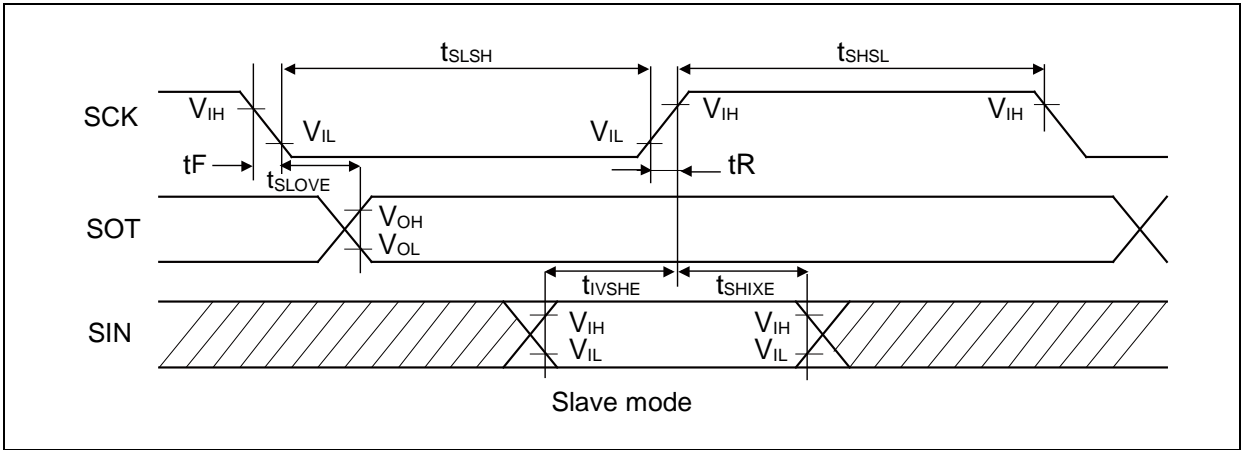 tSLSH
tSHSL
SCK
VIH
VIL
VIL
VIH
VIH
tF
tSLOVE
tR
SOT
VOH
VOL
tIVSHE
tSHIXE
SIN
VIH
VIL
VIH
VIL
Slave mode